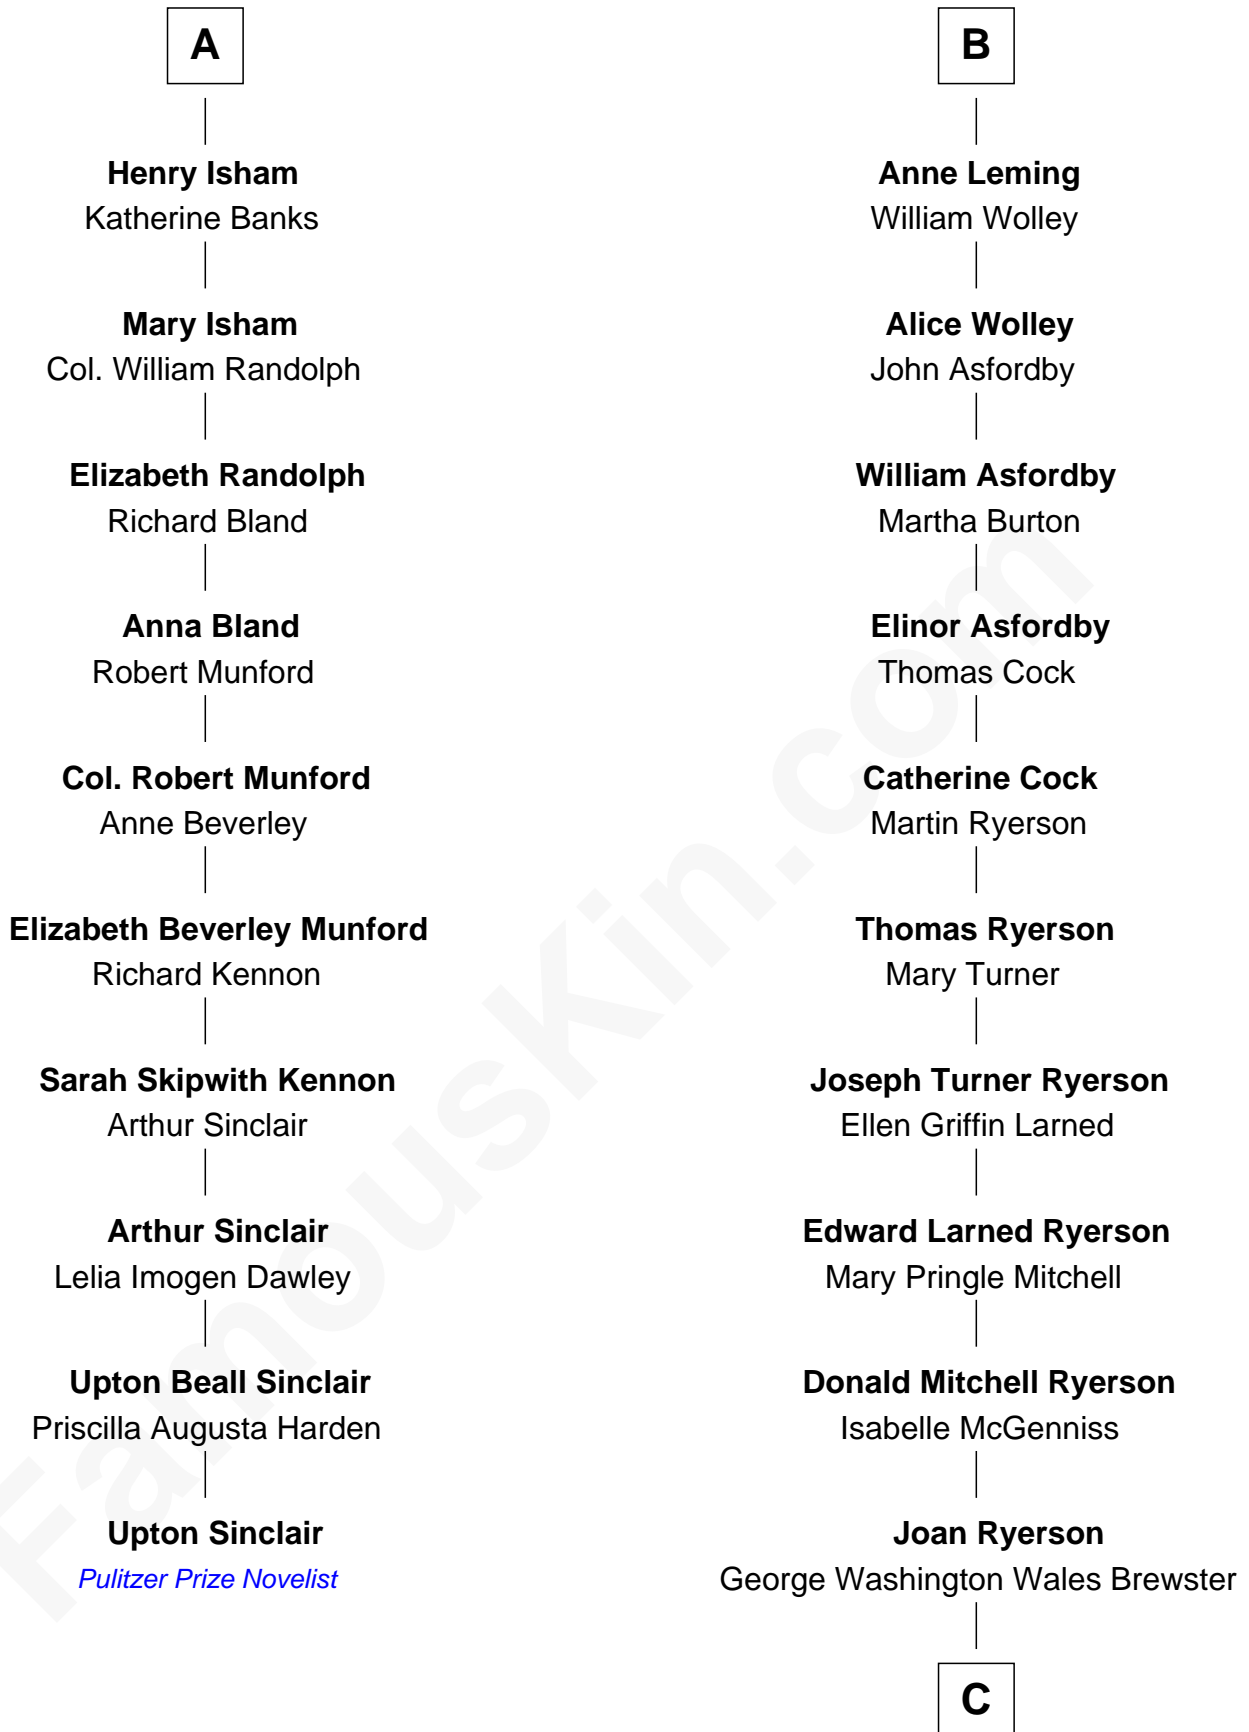 A
Henry Isham
Katherine Banks
Mary Isham
Col. William Randolph
Elizabeth Randolph
Richard Bland
Anna Bland
Robert Munford
Col. Robert Munford
Anne Beverley
Elizabeth Beverley Munford
Richard Kennon
Sarah Skipwith Kennon
Arthur Sinclair
Arthur Sinclair
Lelia Imogen Dawley
Upton Beall Sinclair
Priscilla Augusta Harden
Upton Sinclair
Pulitzer Prize Novelist
B
Anne Leming
William Wolley
Alice Wolley
John Asfordby
William Asfordby
Martha Burton
Elinor Asfordby
Thomas Cock
Catherine Cock
Martin Ryerson
Thomas Ryerson
Mary Turner
Joseph Turner Ryerson
Ellen Griffin Larned
Edward Larned Ryerson
Mary Pringle Mitchell
Donald Mitchell Ryerson
Isabelle McGenniss
Joan Ryerson
George Washington Wales Brewster
C
FamousKin.com